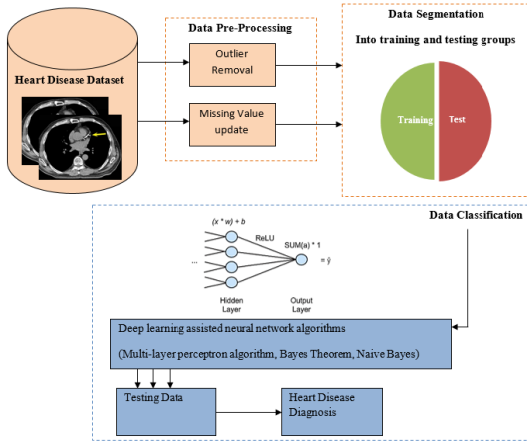 Heart Disease Dataset
Data Pre-Processing
Outlier
Removal
Missing Value
update
Data Segmentation
Into training and testing groups
Training
Test
Data Classification
(x * w) + b
ReLU
SUM(a) * 1
...
= ŷ
Hidden
Layer
Output
Layer
Deep learning assisted neural network algorithms
(Multi-layer perceptron algorithm, Bayes Theorem, Naive Bayes)
Testing Data
Heart Disease
Diagnosis